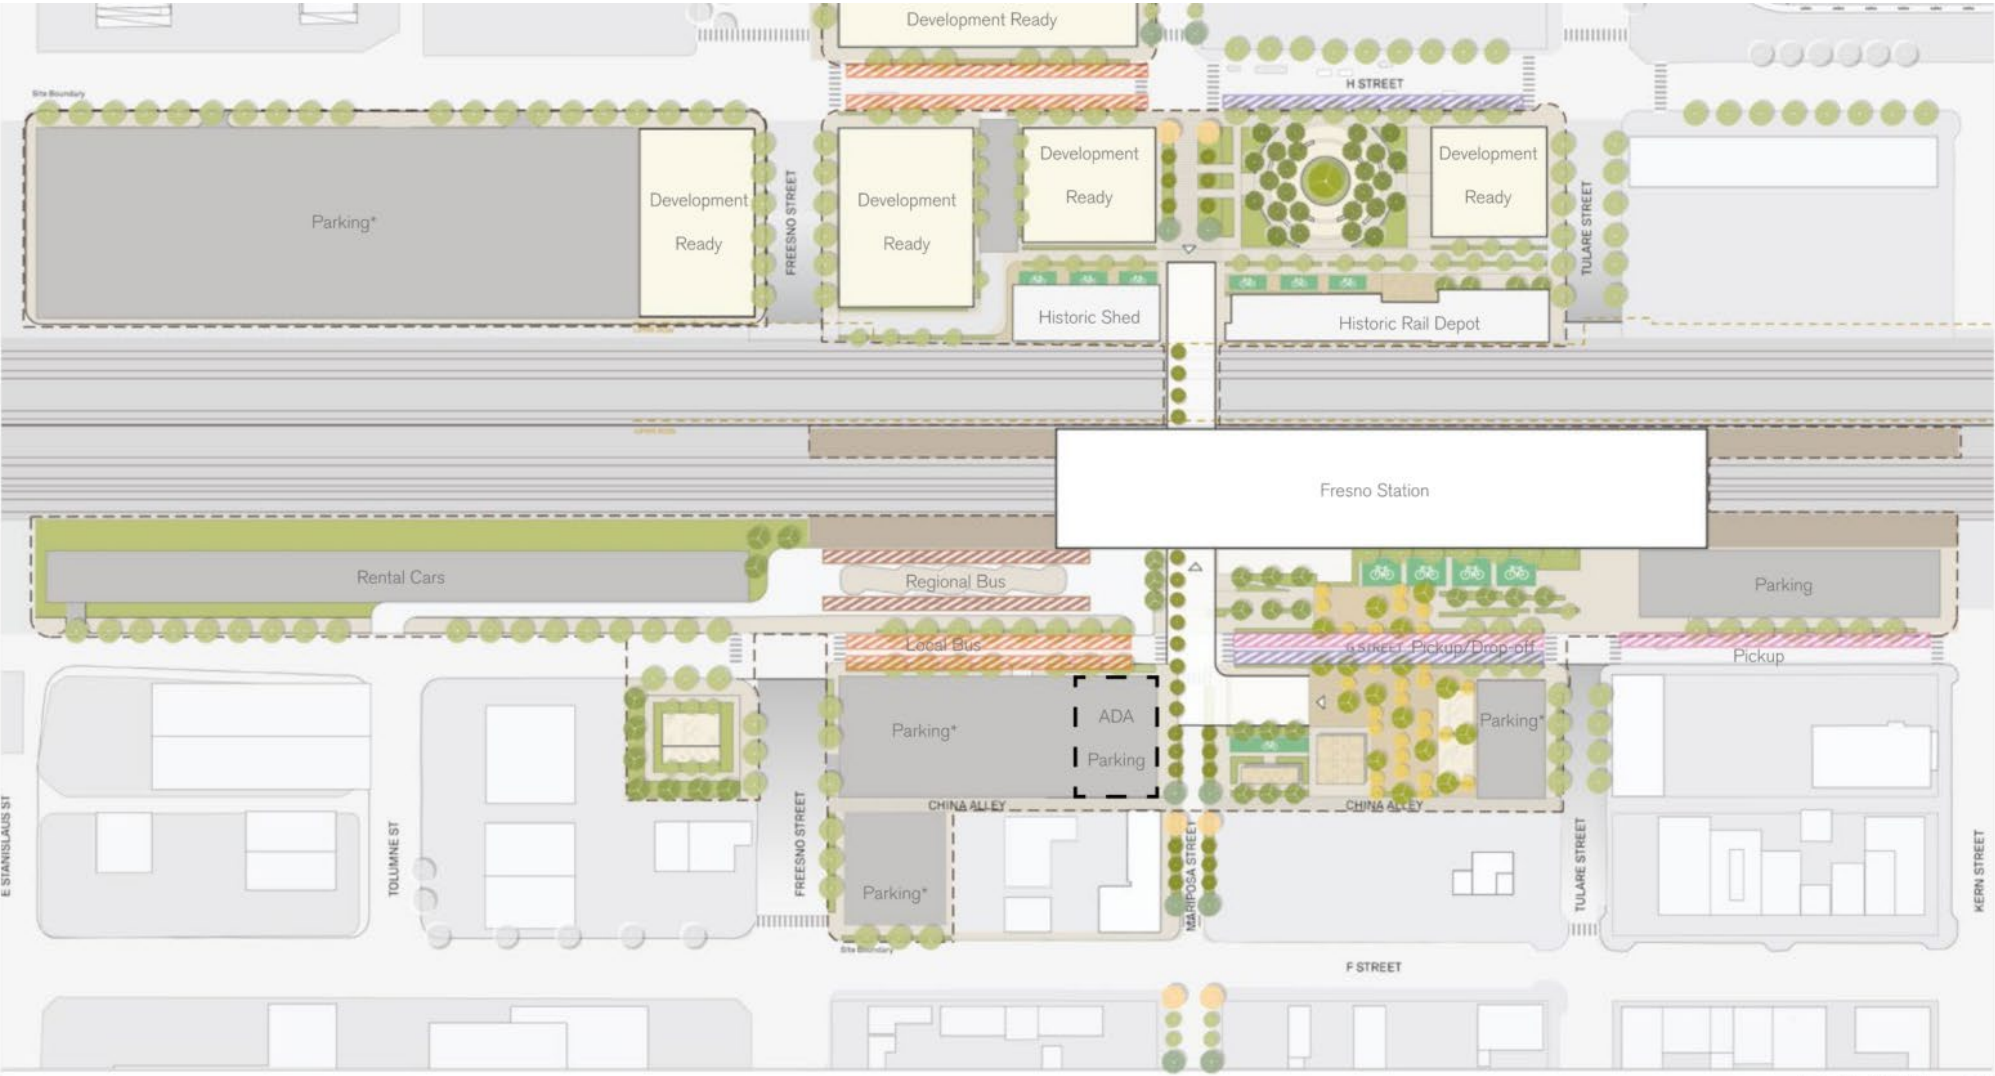 Development Ready
H STREET
Site Boundary
Parking*
Development
Ready
FREESNO STREET
Development
Ready
Development
Ready
Development
Ready
TULARE STREET
Historic Shed
Historic Rail Depot
Fresno Station
Rental Cars
Regional Bus
Parking
Local Bus
G STREET
Pickup/Drop-off
Pickup
Parking*
ADA
Parking
Parking*
CHINA ALLEY
CHINA ALLEY
E STANISLAUS ST
TOLUMNE ST
FREESNO STREET
Parking*
MARIPOSA STREET
TULARE STREET
KERN STREET
Site Boundary
F STREET